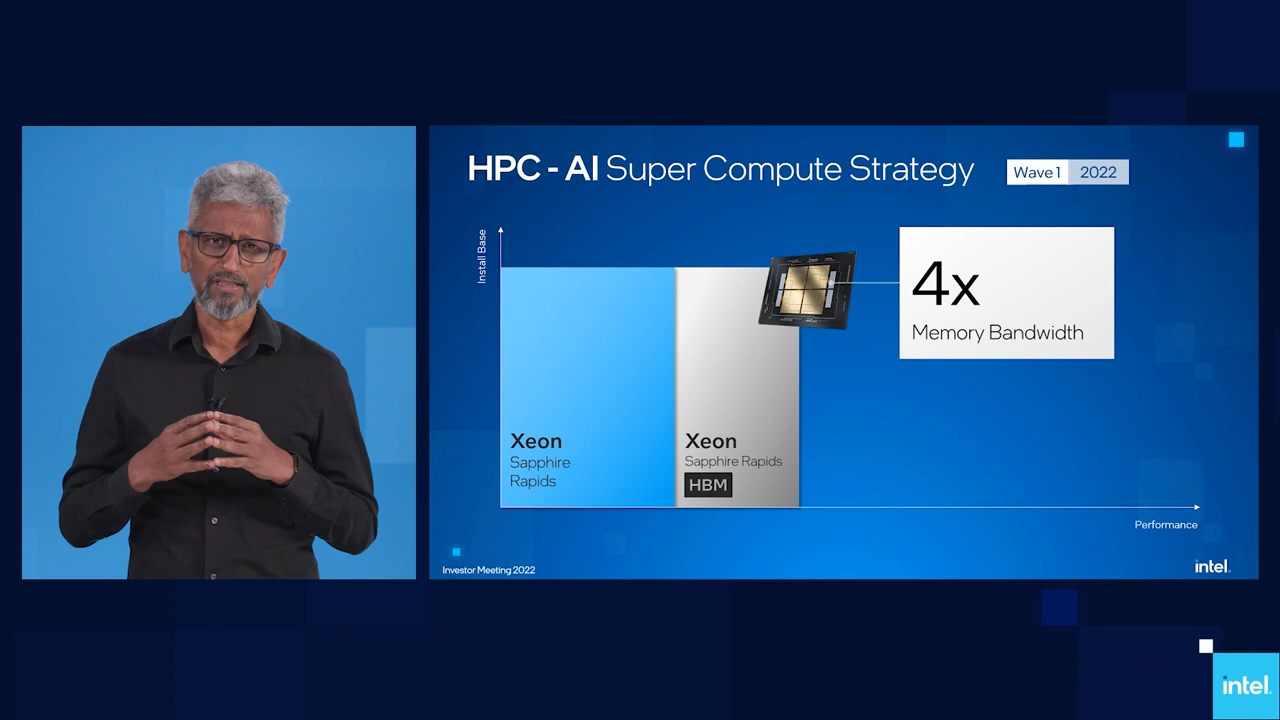 HPC - AI Super Compute Strategy
Wave 1 2022
Install Base
4x
Memory Bandwidth
Xeon
Sapphire
Rapids
Xeon
Sapphire Rapids
HBM
Performance
Investor Meeting 2022
intel.
intel.